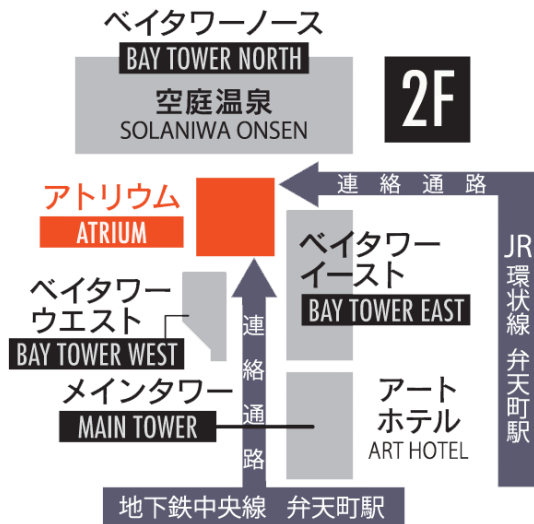 ベイタワーノース
BAY TOWER NORTH
空庭温泉
SOLANIWA ONSEN
2F
連絡通路
アトリウム
ATRIUM
ベイタワー
イースト
BAY TOWER EAST
JR環状線 弁天町駅
ベイタワー
ウエスト
BAY TOWER WEST
連絡通路
メインタワー
MAIN TOWER
アート
ホテル
ART HOTEL
地下鉄中央線 弁天町駅